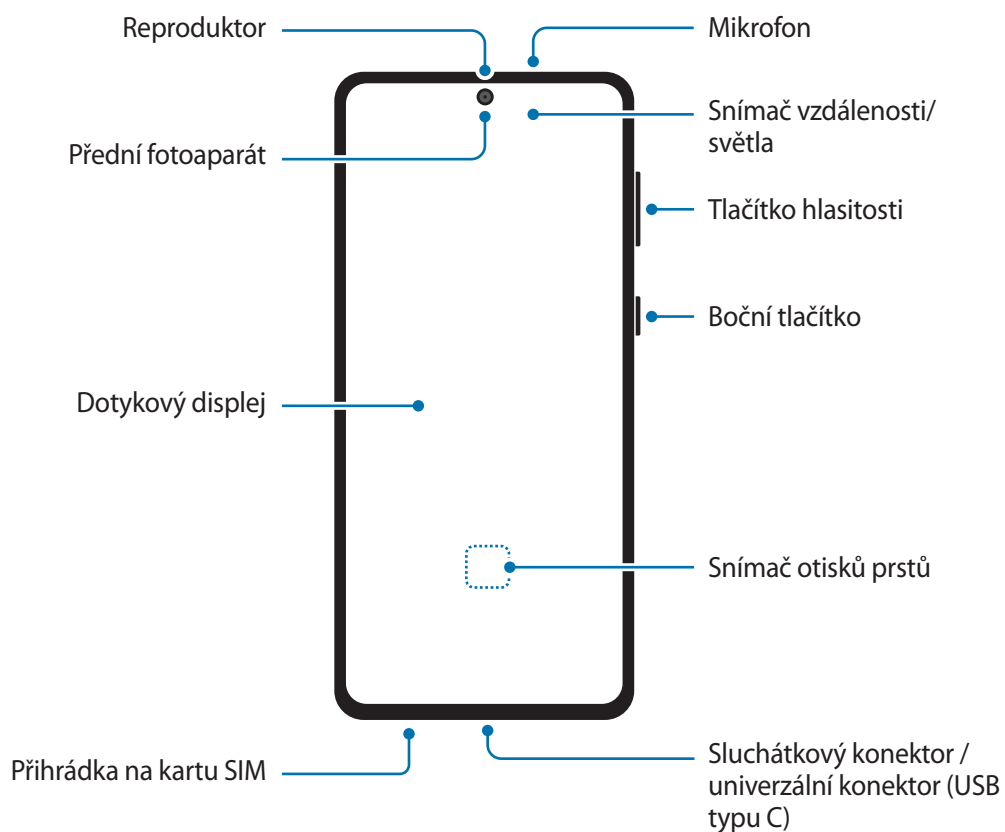 Reproduktor
Mikrofon
Snímač vzdálenosti/
světla
Přední fotoaparát
Tlačítko hlasitosti
Boční tlačítko
Dotykový displej
Snímač otisků prstů
Přihrádka na kartu SIM
Sluchátkový konektor /
univerzální konektor (USB
typu C)